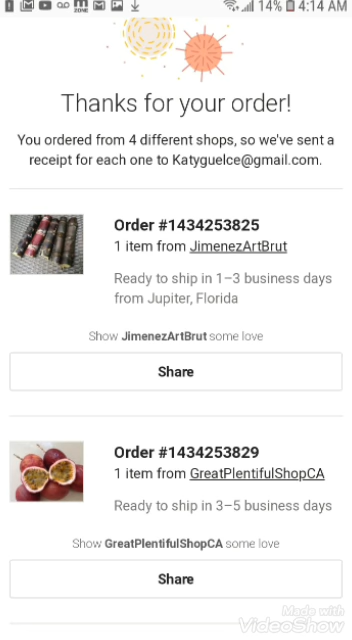 14% 4:14 AM
Thanks for your order!
You ordered from 4 different shops, so we've sent a
receipt for each one to Katyguelce@gmail.com.
Order #1434253825
1 item from JimenezArtBrut
Ready to ship in 1–3 business days
from Jupiter, Florida
Show JimenezArtBrut some love
Share
Order #1434253829
1 item from GreatPlentifulShopCA
Ready to ship in 3–5 business days
Show GreatPlentifulShopCA some love
Share
Made with
VideoShow